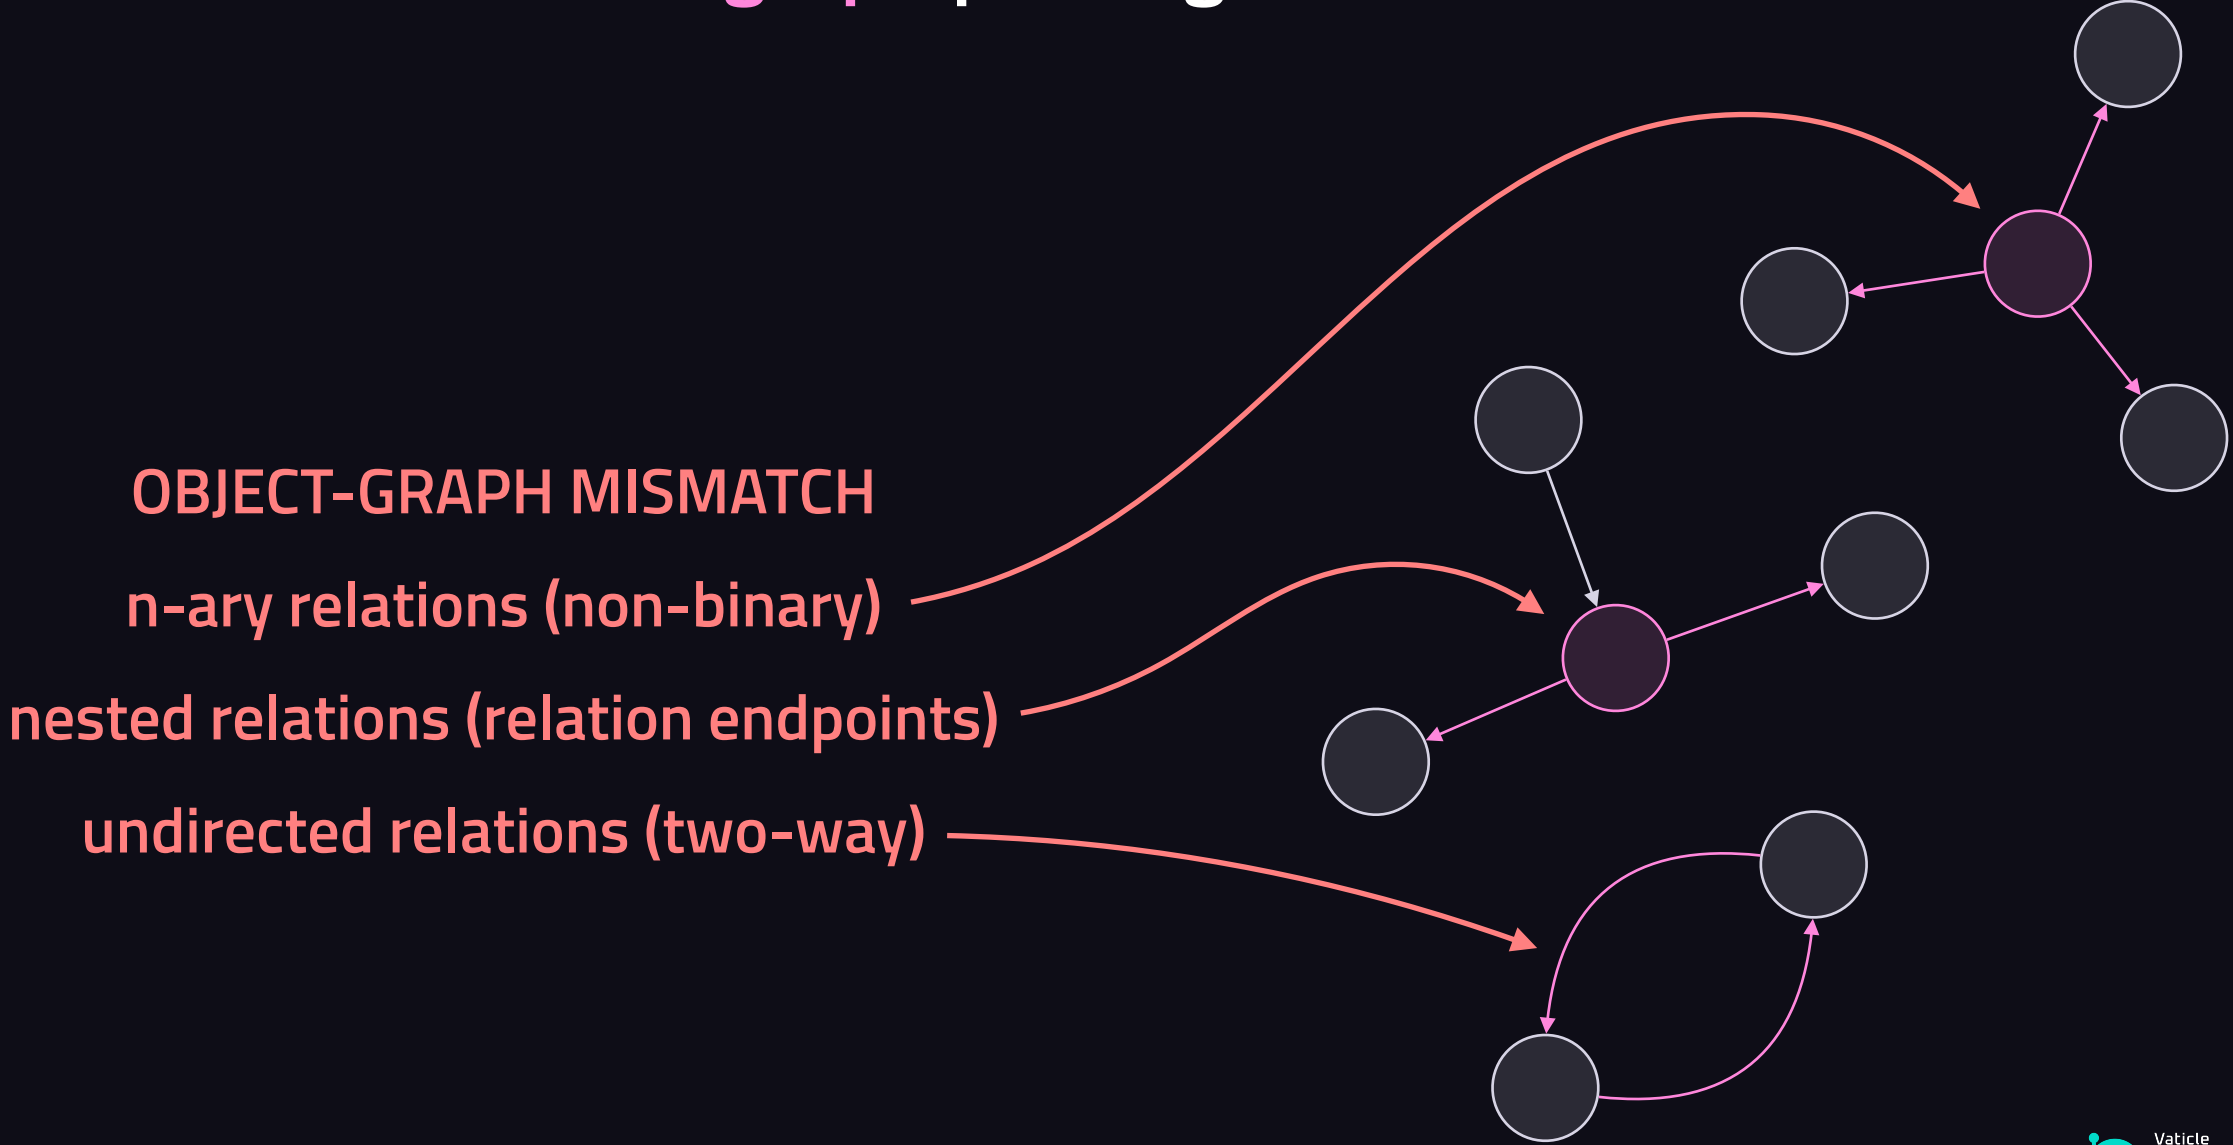 OBJECT-GRAPH MISMATCH
n-ary relations (non-binary)
nested relations (relation endpoints)
undirected relations (two-way)
Vaticle